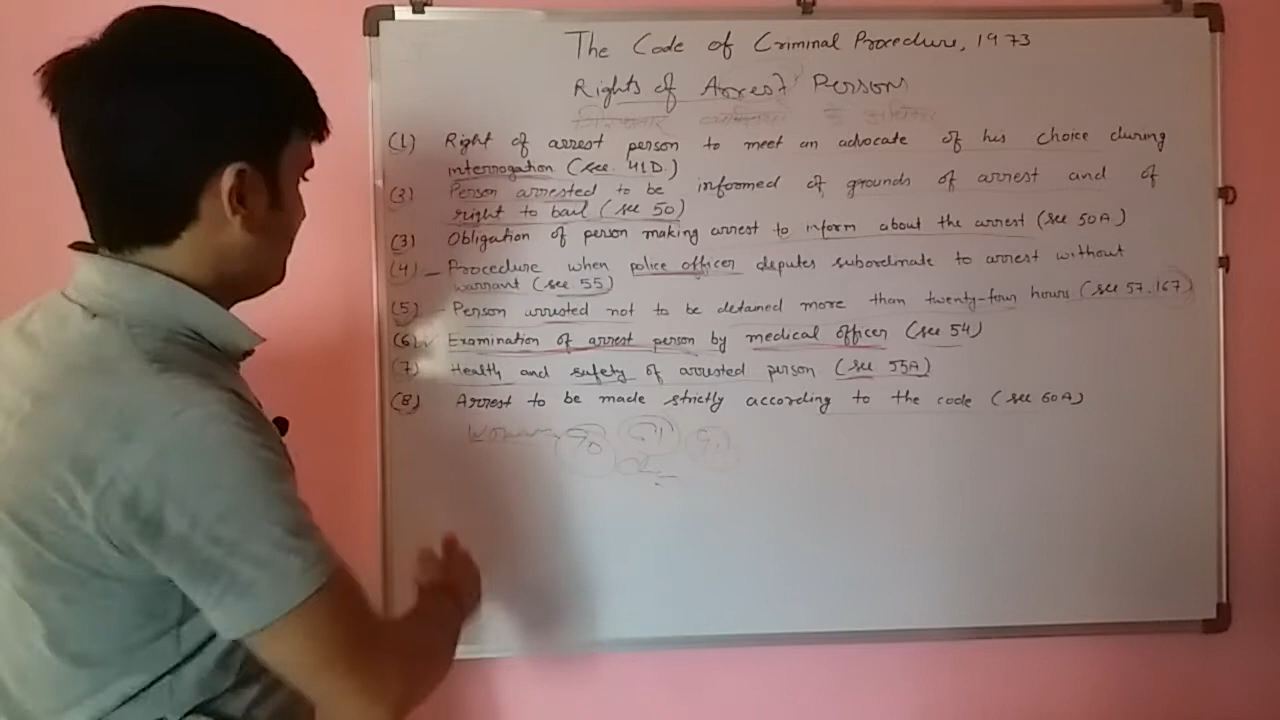 The Code of Criminal Procedure, 1973
Rights of Arrest Person
(1) Right of arrest person to meet an advocate of his choice during
interrogation (sec. 41D.)
(2) Person arrested to be informed of grounds of arrest and of
right to bail (sec 50)
(3) Obligation of person making arrest to inform about the arrest (sec 50A)
(4) – Procedure when police officer deputes subordinate to arrest without
warrant (sec. 55)
(5) – Person arrested not to be detained more than twenty-four hours (sec 57.167)
(6) Examination of arrest person by medical officer (sec 54)
(7) Health and safety of arrested person (sec 55A)
(8) Arrest to be made strictly according to the code (sec 60A)